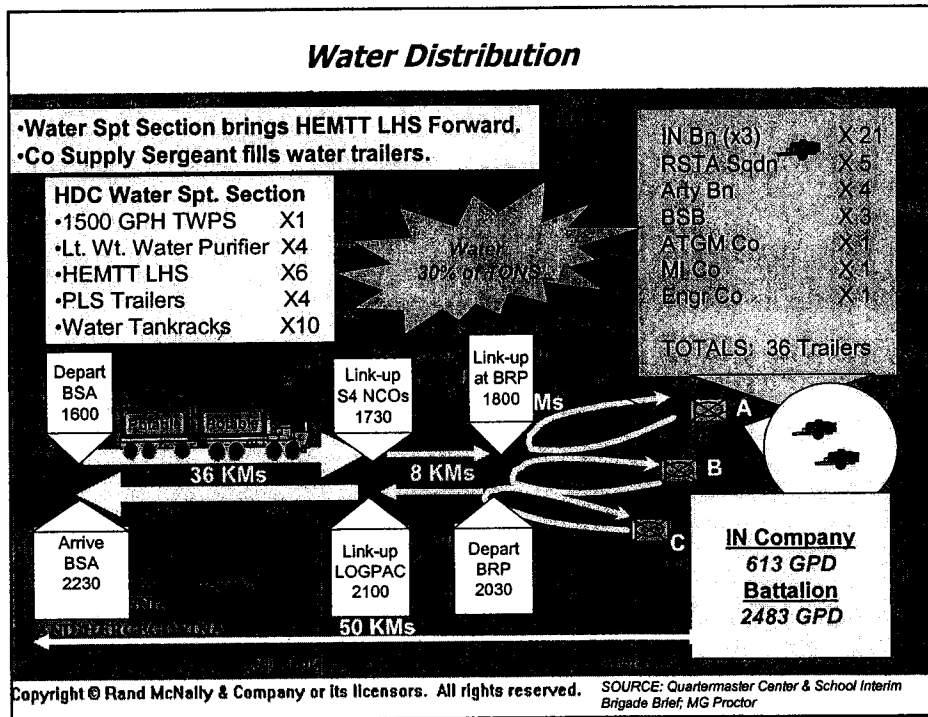 Water Distribution
•Water Spt Section brings HEMTT LHS Forward.
•Co Supply Sergeant fills water trailers.
HDC Water Spt. Section
•1500 GPH TWPS X1
•Lt. Wt. Water Purifier X4
•HEMTT LHS X6
•PLS Trailers X4
•Water Tankracks X10
Water
30% of TONS
IN Bn (x3) X 21
RSTA Sqdn X 5
Arty Bn X 4
BSB X 3
ATGM Co X 1
MI Co X 1
Engr Co X 1
TOTALS: 36 Trailers
Depart
BSA
1600
Link-up
S4 NCOs
1730
Link-up
at BRP
1800
Potable
Potable
Ms
A
B
C
36 KMs
8 KMs
Arrive
BSA
2230
Link-up
LOGPAC
2100
Depart
BRP
2030
IN Company
613 GPD
Battalion
2483 GPD
50 KMs
Copyright © Rand McNally & Company or its licensors. All rights reserved.
SOURCE: Quartermaster Center & School Interim
Brigade Brief; MG Proctor